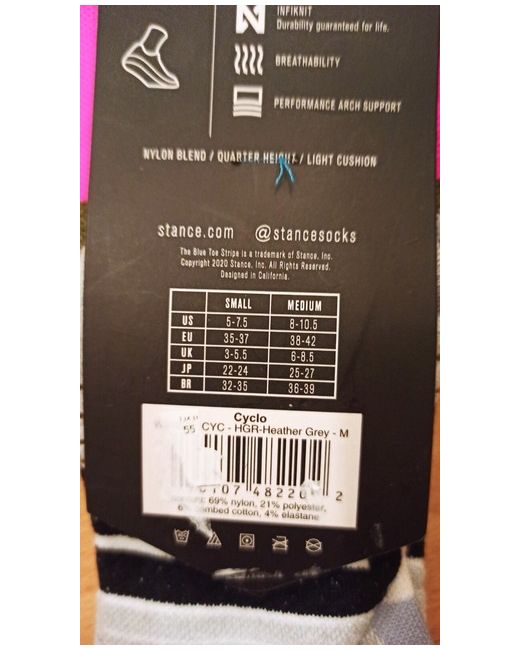 INFIKNIT
Durability guaranteed for life.
BREATHABILITY
PERFORMANCE ARCH SUPPORT
NYLON BLEND / QUARTER HEIGHT / LIGHT CUSHION
stance.com @stancesocks
The Blue Toe Stripe is a trademark of Stance, Inc.
Copyright 2020 Stance, Inc. All Rights Reserved.
Designed in California.
SMALL MEDIUM
US 5-7.5 8-10.5
EU 35-37 38-42
UK 3-5.5 6-8.5
JP 22-24 25-27
BR 32-35 36-39
Cyclo
55 CYC - HGR-Heather Grey - M
107 48220 2
69% nylon, 21% polyester,
combed cotton, 4% elastane